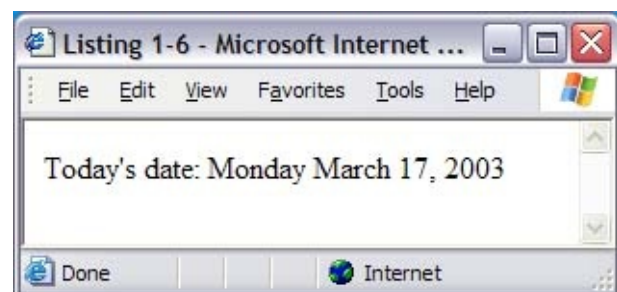 Listing 1-6 - Microsoft Internet ...
File Edit View Favorites Tools Help
Today's date: Monday March 17, 2003
Done Internet